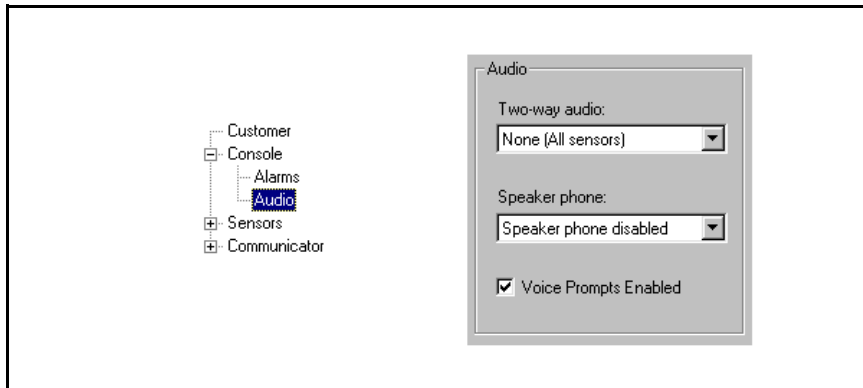 Customer
Console
Alarms
Audio
Sensors
Communicator
Audio
Two-way audio:
None (All sensors)
Speaker phone:
Speaker phone disabled
Voice Prompts Enabled